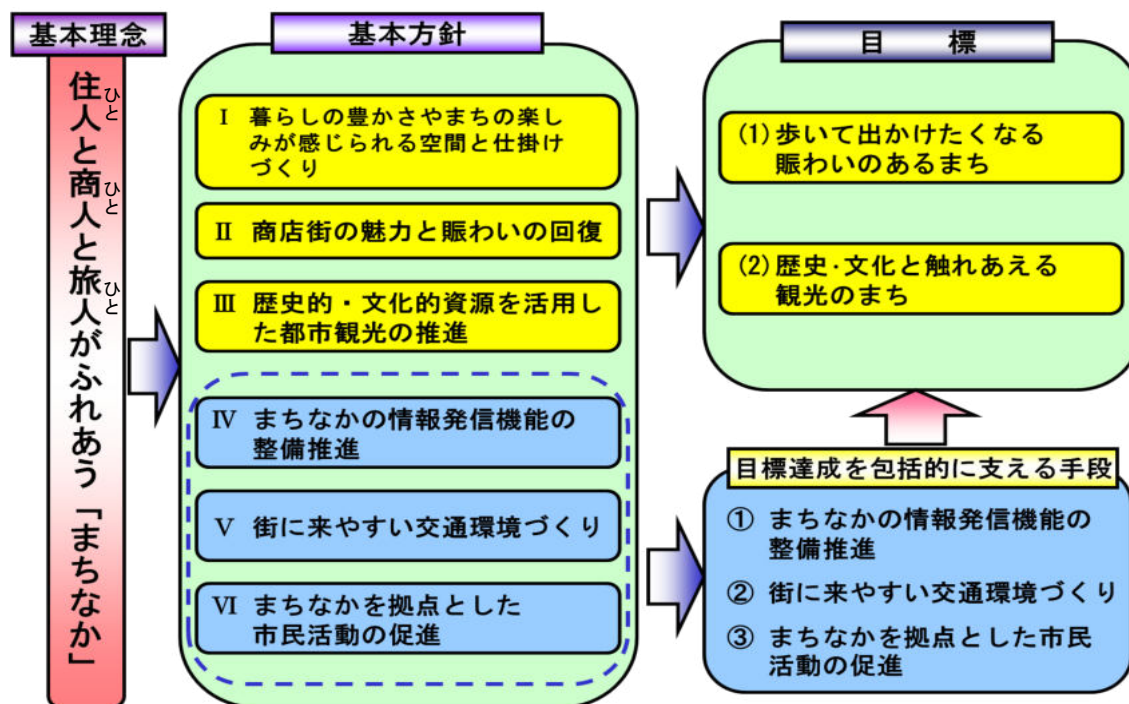 基本理念
住人と商人と旅人がふれあう「まちなか」
ひと
ひと
ひと
基本方針
Ⅰ 暮らしの豊かさやまちの楽し
みが感じられる空間と仕掛け
づくり
Ⅱ 商店街の魅力と賑わいの回復
Ⅲ 歴史的・文化的資源を活用し
た都市観光の推進
Ⅳ まちなかの情報発信機能の
整備推進
Ⅴ 街に来やすい交通環境づくり
Ⅵ まちなかを拠点とした
市民活動の促進
目 標
(1)歩いて出かけたくなる
賑わいのあるまち
(2)歴史·文化と触れあえる
観光のまち
目標達成を包括的に支える手段
① まちなかの情報発信機能の
整備推進
② 街に来やすい交通環境づくり
③ まちなかを拠点とした市民
活動の促進